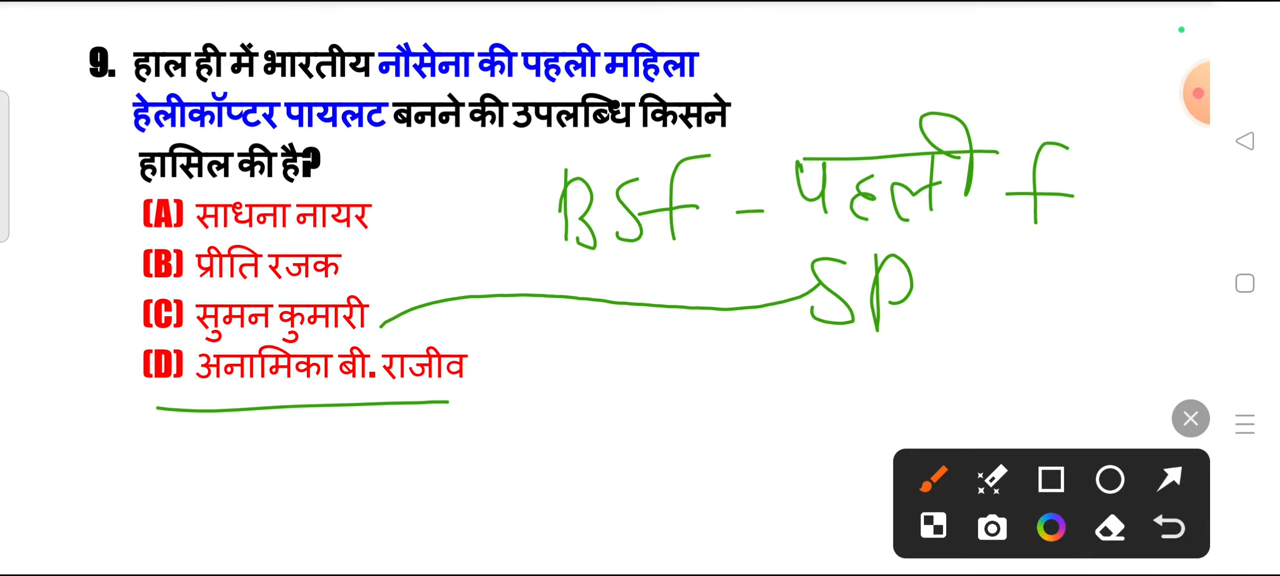 9. हाल ही में भारतीय नौसेना की पहली महिला
हेलीकॉप्टर पायलट बनने की उपलब्धि किसने
हासिल की है?
(A) साधना नायर
(B) प्रीति रजक
(C) सुमन कुमारी
(D) अनामिका बी. राजीव
BSf - पहली f
SP